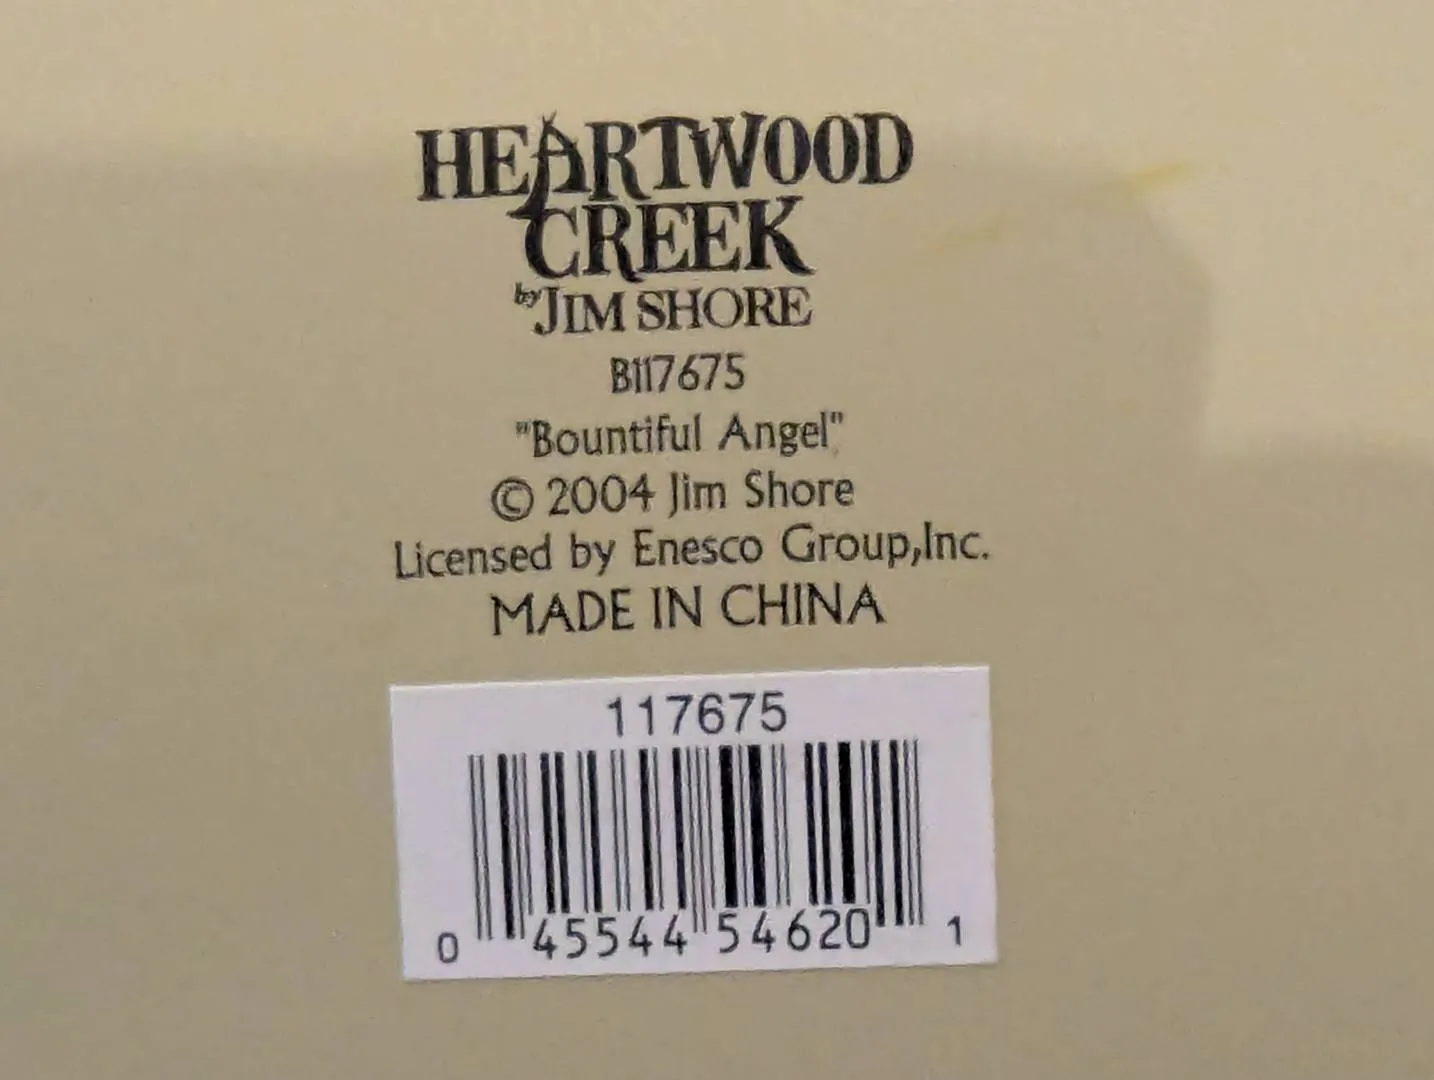 HEARTWOOD
CREEK
by JIM SHORE
B117675
"Bountiful Angel"
© 2004 Jim Shore
Licensed by Enesco Group,Inc.
MADE IN CHINA
117675
0 45544 54620 1